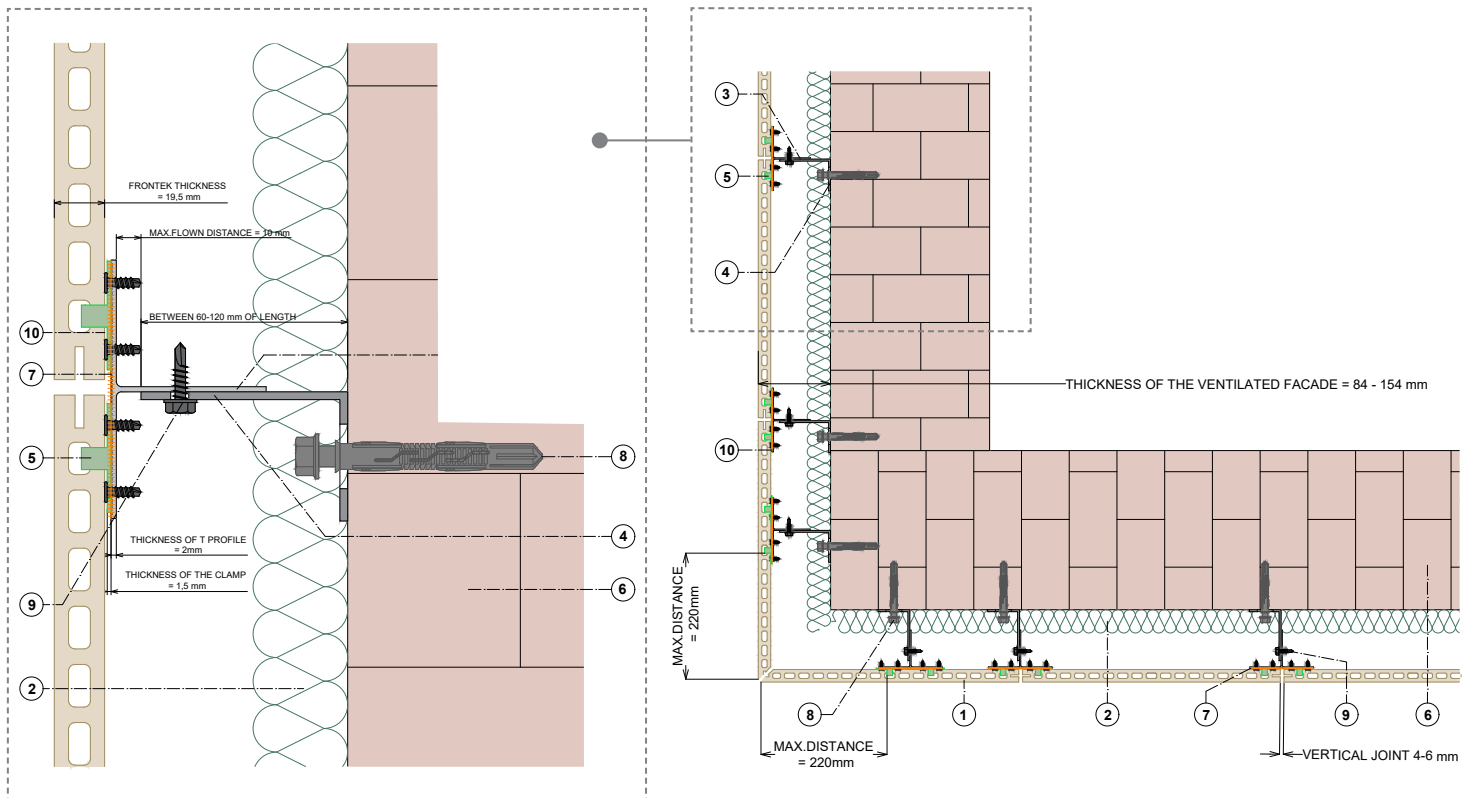 FRONTEK THICKNESS
= 19,5 mm
MAX.FLOWN DISTANCE = 10 mm
BETWEEN 60-120 mm OF LENGTH
10
7
5
8
THICKNESS OF T PROFILE
= 2mm
4
THICKNESS OF THE CLAMP
= 1,5 mm
6
9
2
3
5
4
THICKNESS OF THE VENTILATED FACADE = 84 - 154 mm
10
MAX.DISTANCE
= 220mm
6
8
1
2
7
9
MAX.DISTANCE
= 220mm
VERTICAL JOINT 4-6 mm